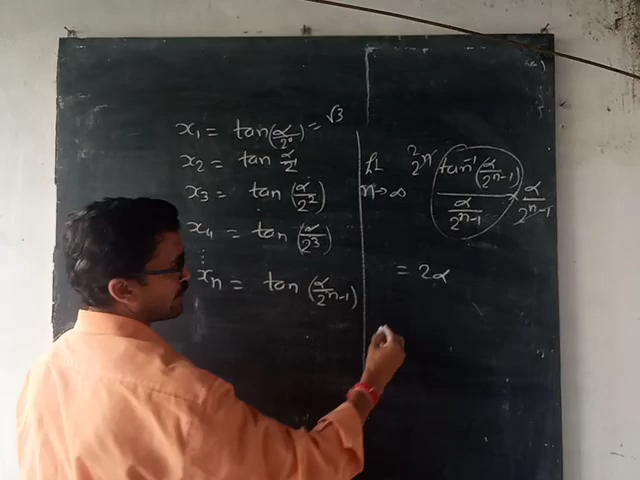 x₁ = tan(α/2⁰) = √3
x₂ = tan α/2¹
x₃ = tan (α/2²)
x₄ = tan (α/2³)
⋮
xₙ = tan (α/2ⁿ⁻¹)
Lt n→∞ 2ⁿ (tan⁻¹ (α/2ⁿ⁻¹) / (α/2ⁿ⁻¹)) × α/2ⁿ⁻¹
= 2α